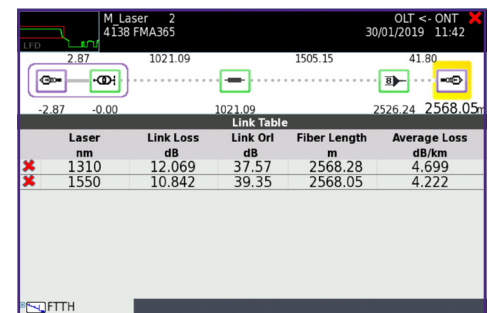 M_Laser 2 OLT <- ONT
4138 FMA365 30/01/2019 11:42
LFD
2.87 1021.09 1505.15 41.80
8
-2.87 -0.00 1021.09 2526.24 2568.05m
Link Table
Laser Link Loss Link Orl Fiber Length Average Loss
nm dB dB m dB/km
1310 12.069 37.57 2568.28 4.699
1550 10.842 39.35 2568.05 4.222
FTTH